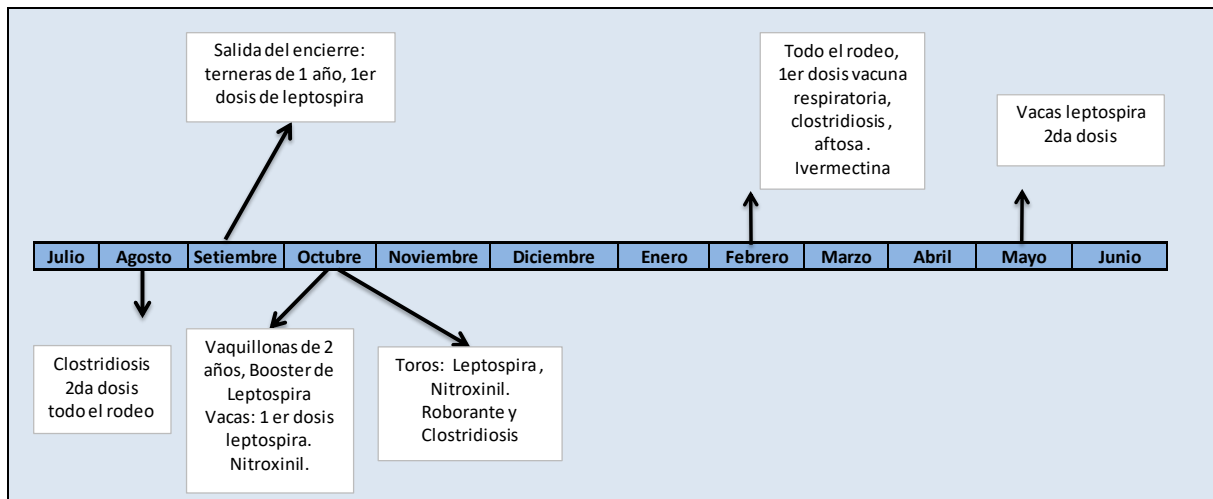 Salida del encierre:
terneras de 1 año, 1er
dosis de leptospira
Todo el rodeo,
1er dosis vacuna
respiratoria,
clostridiosis ,
aftosa .
Ivermectina
Vacas leptospira
2da dosis
Julio Agosto Setiembre Octubre Noviembre Diciembre Enero Febrero Marzo Abril Mayo Junio
Clostridiosis
2da dosis
todo el rodeo
Vaquillonas de 2
años, Booster de
Leptospira
Vacas: 1 er dosis
leptospira.
Nitroxinil.
Toros: Leptospira ,
Nitroxinil.
Roborante y
Clostridiosis